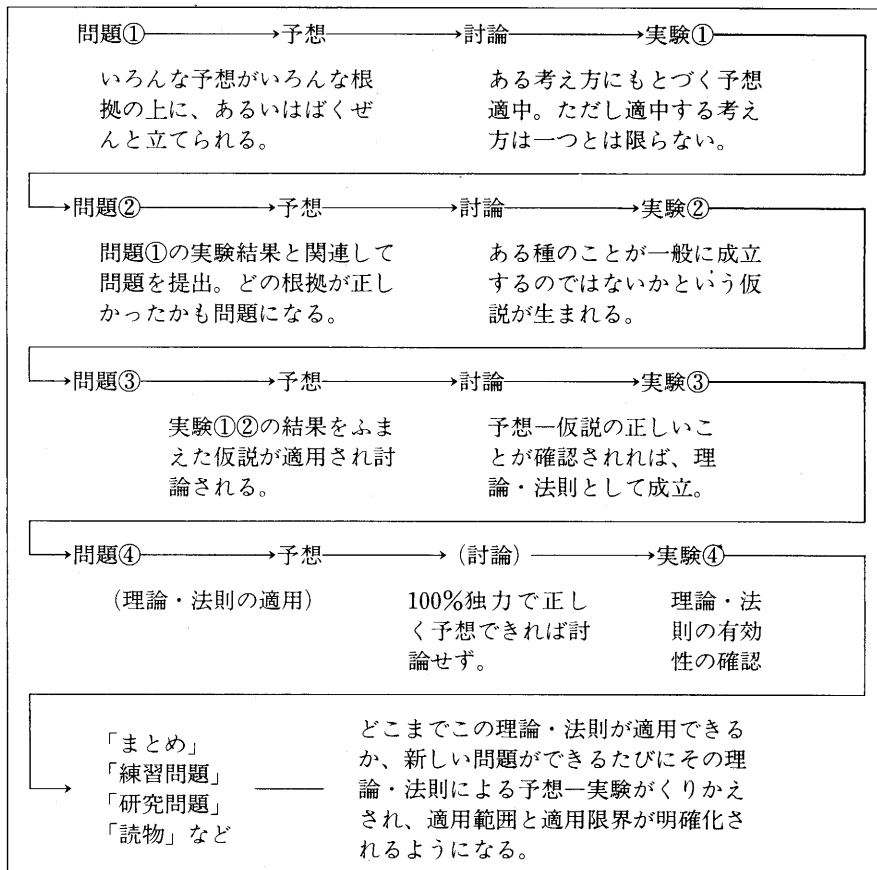 問題①→予想→討論→実験①
いろんな予想がいろんな根
拠の上に、あるいはばくぜ
んと立てられる。
ある考え方にもとづく予想
適中。ただし適中する考え
方は一つとは限らない。
→問題②→予想→討論→実験②
問題①の実験結果と関連して
問題を提出。どの根拠が正し
かったかも問題になる。
ある種のことが一般に成立
するのではないかという仮
説が生まれる。
→問題③→予想→討論→実験③
実験①②の結果をふま
えた仮説が適用され討
論される。
予想―仮説の正しいこ
とが確認されれば、理
論・法則として成立。
→問題④→予想→(討論)→実験④
(理論・法則の適用)
100%独力で正し
く予想できれば討
論せず。
理論・法
則の有効
性の確認
「まとめ」
「練習問題」
「研究問題」
「読物」など
どこまでこの理論・法則が適用できる
か、新しい問題ができるたびにその理
論・法則による予想―実験がくりかえ
され、適用範囲と適用限界が明確化さ
れるようになる。